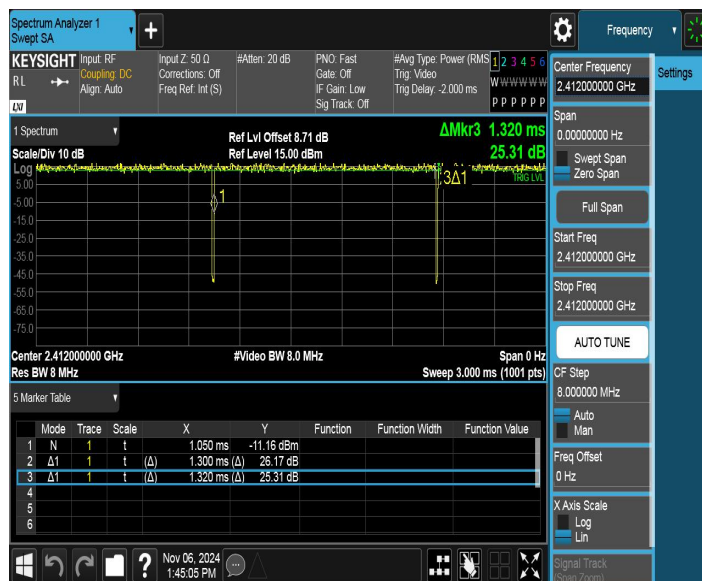 Spectrum Analyzer 1
Swept SA
Frequency
KEYSIGHT
RL
LXI
Input: RF
Coupling: DC
Align: Auto
Input Z: 50 Ω
Corrections: Off
Freq Ref: Int (S)
#Atten: 20 dB
PNO: Fast
Gate: Off
IF Gain: Low
Sig Track: Off
#Avg Type: Power (RMS
Trig: Video
Trig Delay: -2.000 ms
1 2 3 4 5 6
W W W W W W
P P P P P P
1 Spectrum
Scale/Div 10 dB
Ref Lvl Offset 8.71 dB
Ref Level 15.00 dBm
ΔMkr3 1.320 ms
25.31 dB
Log
TRIG LVL
3Δ1
1
5.00
-5.00
-15.0
-25.0
-35.0
-45.0
-55.0
-65.0
-75.0
Center 2.412000000 GHz
#Video BW 8.0 MHz
Span 0 Hz
Res BW 8 MHz
Sweep 3.000 ms (1001 pts)
5 Marker Table
Mode Trace Scale X Y Function Function Width Function Value
1 N 1 t 1.050 ms -11.16 dBm
2 Δ1 1 t (Δ) 1.300 ms (Δ) 26.17 dB
3 Δ1 1 t (Δ) 1.320 ms (Δ) 25.31 dB
4
5
6
Nov 06, 2024
1:45:05 PM
?
Center Frequency
2.412000000 GHz
Span
0.00000000 Hz
Swept Span
Zero Span
Full Span
Start Freq
2.412000000 GHz
Stop Freq
2.412000000 GHz
AUTO TUNE
CF Step
8.000000 MHz
Auto
Man
Freq Offset
0 Hz
X Axis Scale
Log
Lin
Signal Track
(Span Zoom)
Settings